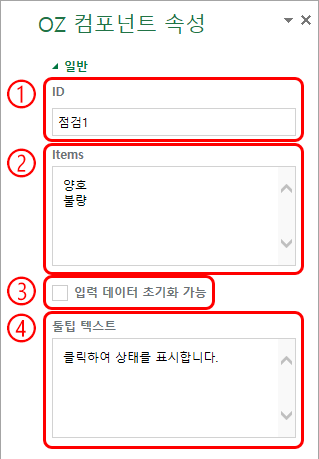 OZ 컴포넌트 속성
일반
① ID
점검1
② Items
양호
불량
③ 입력 데이터 초기화 가능
④ 툴팁 텍스트
클릭하여 상태를 표시합니다.